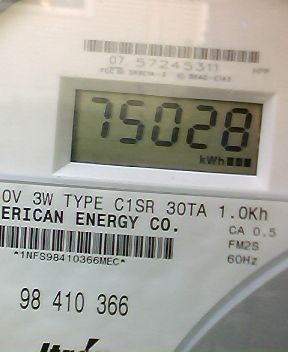 07 57245311
75028
kWh
0V 3W TYPE C1SR 30TA 1.0Kh
ERICAN ENERGY CO.
CA 0.5
FM2S
*1NFS98410366MEC*
60Hz
98 410 366
Itrón